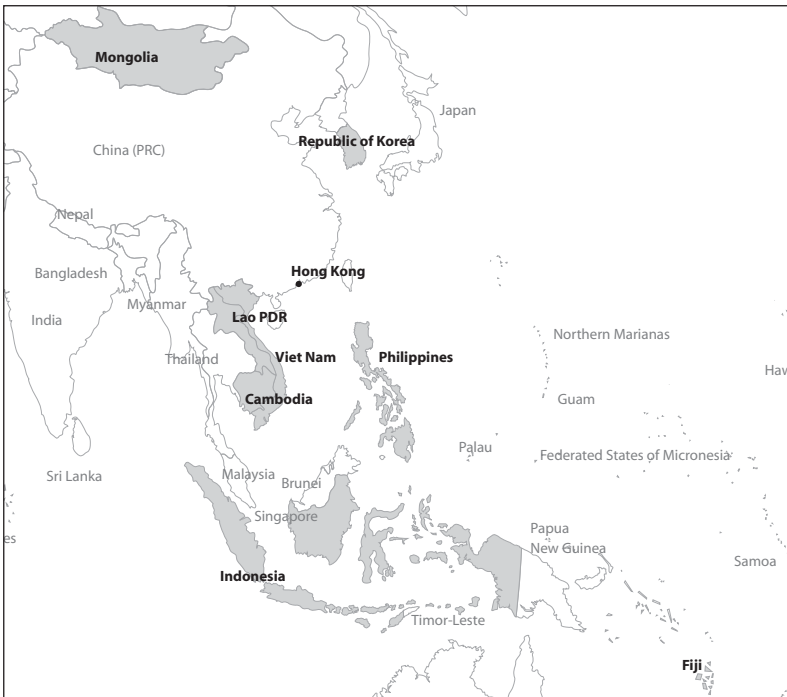 Mongolia
Japan
Republic of Korea
China (PRC)
Nepal
Hong Kong
Bangladesh
Myanmar
Lao PDR
India
Northern Marianas
Thailand
Viet Nam
Philippines
Haw
Cambodia
Guam
Palau
Federated States of Micronesia
Sri Lanka
Malaysia
Brunei
Singapore
Papua
New Guinea
es
Samoa
Indonesia
Timor-Leste
Fiji